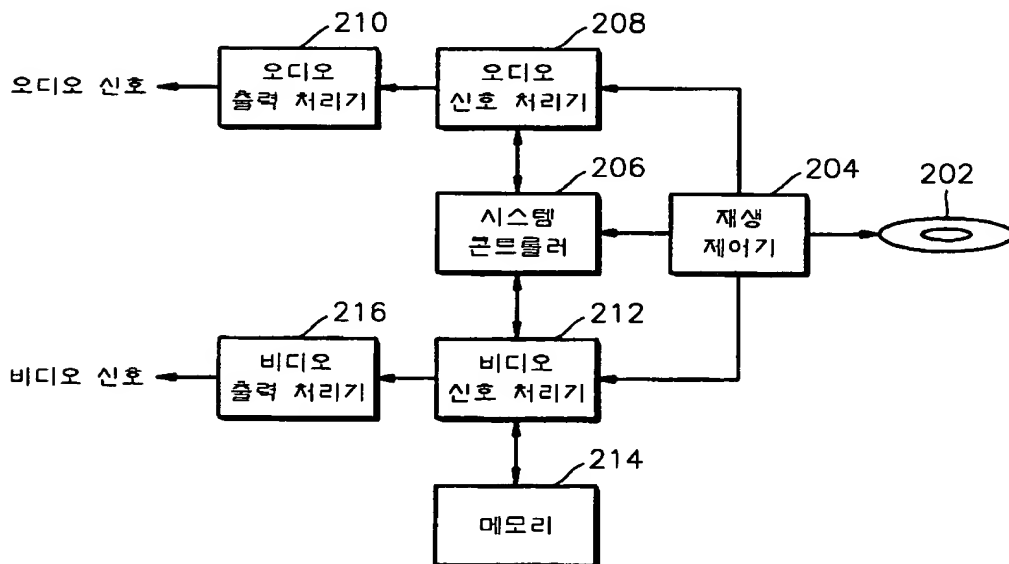 210
208
오디오 신호
오디오
출력 처리기
오디오
신호 처리기
206
204
202
시스템
콘트롤러
재생
제어기
216
212
비디오 신호
비디오
출력 처리기
비디오
신호 처리기
214
메모리